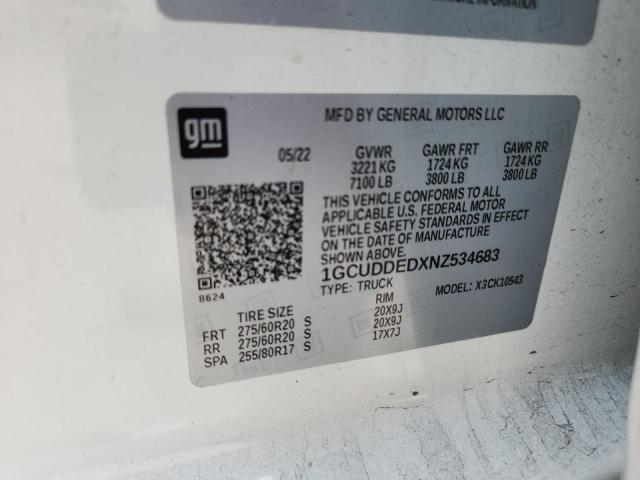 INFORMATION
gm
MFD BY GENERAL MOTORS LLC
05/22 GVWR GAWR FRT GAWR RR
3221 KG 1724 KG 1724 KG
7100 LB 3800 LB 3800 LB
THIS VEHICLE CONFORMS TO ALL
APPLICABLE U.S. FEDERAL MOTOR
VEHICLE SAFETY STANDARDS IN EFFECT
ON THE DATE OF MANUFACTURE
SHOWN ABOVE.
1GCUDDEDXNZ534683
8624
TYPE: TRUCK MODEL: X3CK10543
TIRE SIZE RIM
FRT 275/60R20 S 20X9J
RR 275/60R20 S 20X9J
SPA 255/80R17 S 17X7J